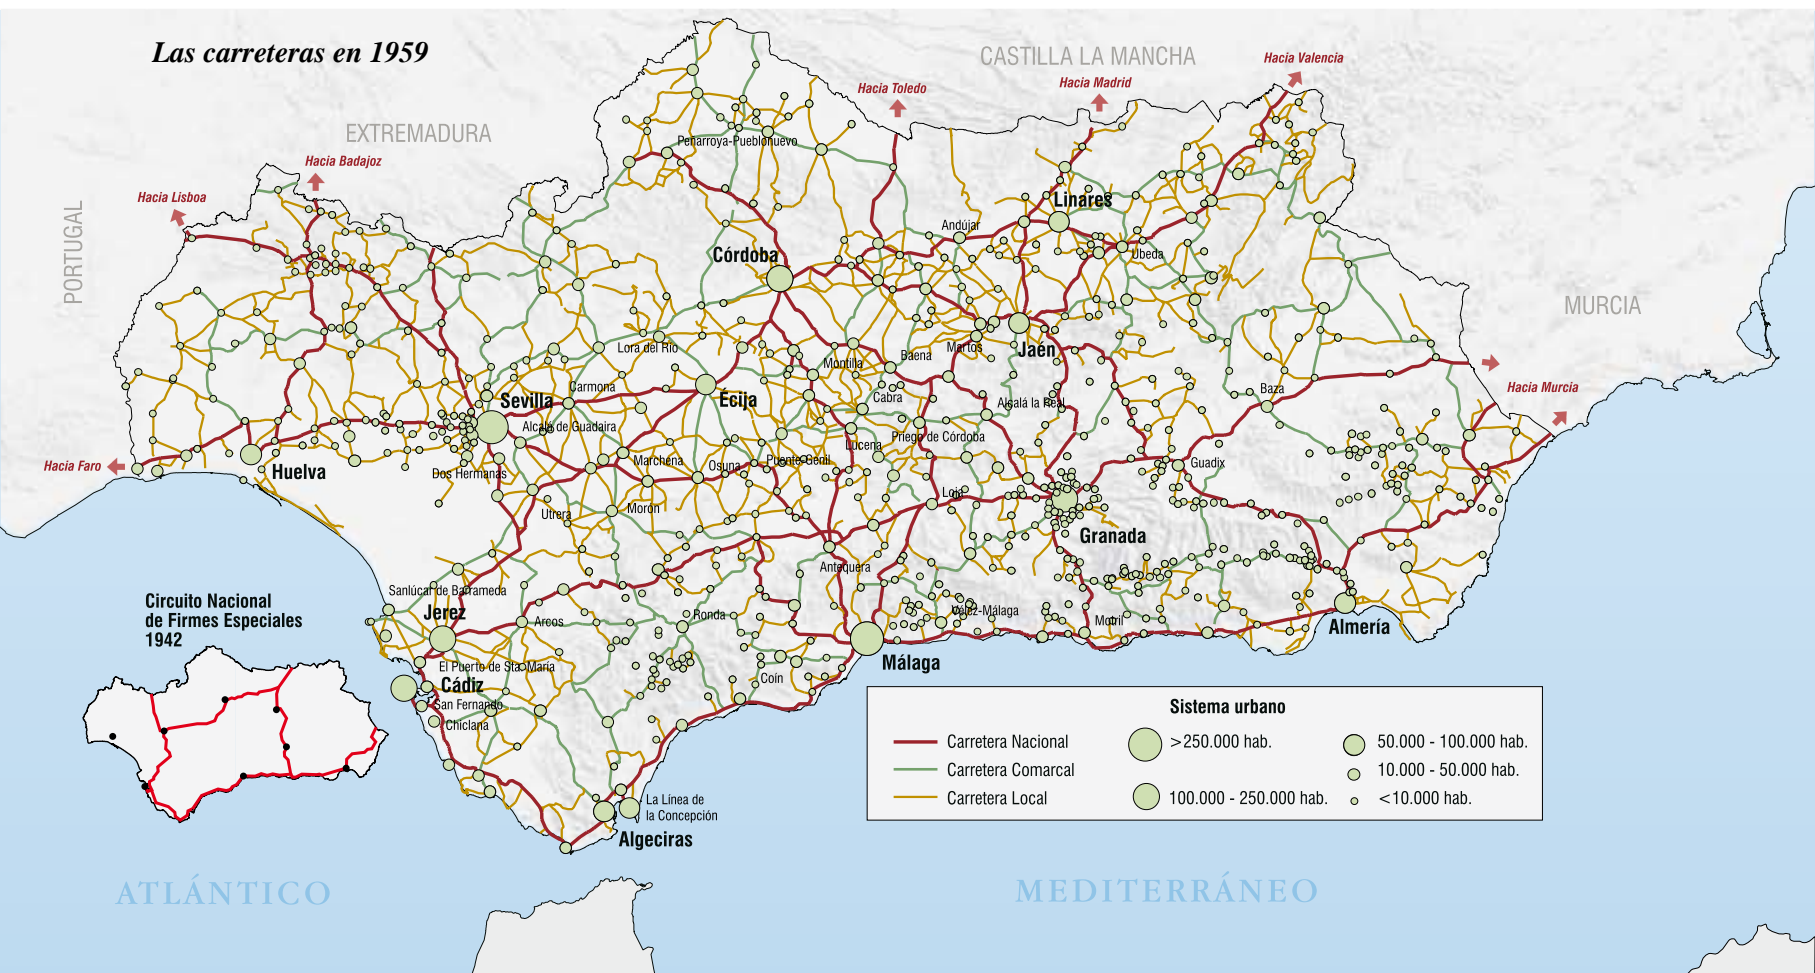 Las carreteras en 1959
CASTILLA LA MANCHA
Hacia Valencia
Hacia Toledo
Hacia Madrid
EXTREMADURA
Hacia Badajoz
Hacia Lisboa
PORTUGAL
MURCIA
Peñarroya-Pueblonuevo
Linares
Andújar
Córdoba
Úbeda
Lora del Río
Montilla
Baena
Martos
Jaén
Hacia Murcia
Carmona
Sevilla
Écija
Cabra
Alcalá la Real
Baza
Alcalá de Guadaira
Priego de Córdoba
Lucena
Hacia Faro
Huelva
Dos Hermanas
Marchena
Osuna
Puente-Genil
Guadix
Loja
Utrera
Morón
Granada
Antequera
Sanlúcar de Barrameda
Jerez
Arcos
Ronda
Vélez-Málaga
Motril
Almería
Circuito Nacional
de Firmes Especiales
1942
El Puerto de Sta. María
Málaga
Cádiz
Coín
San Fernando
Chiclana
La Línea de
la Concepción
Algeciras
Sistema urbano
Carretera Nacional
Carretera Comarcal
Carretera Local
>250.000 hab.
100.000 - 250.000 hab.
50.000 - 100.000 hab.
10.000 - 50.000 hab.
<10.000 hab.
ATLÁNTICO
MEDITERRÁNEO